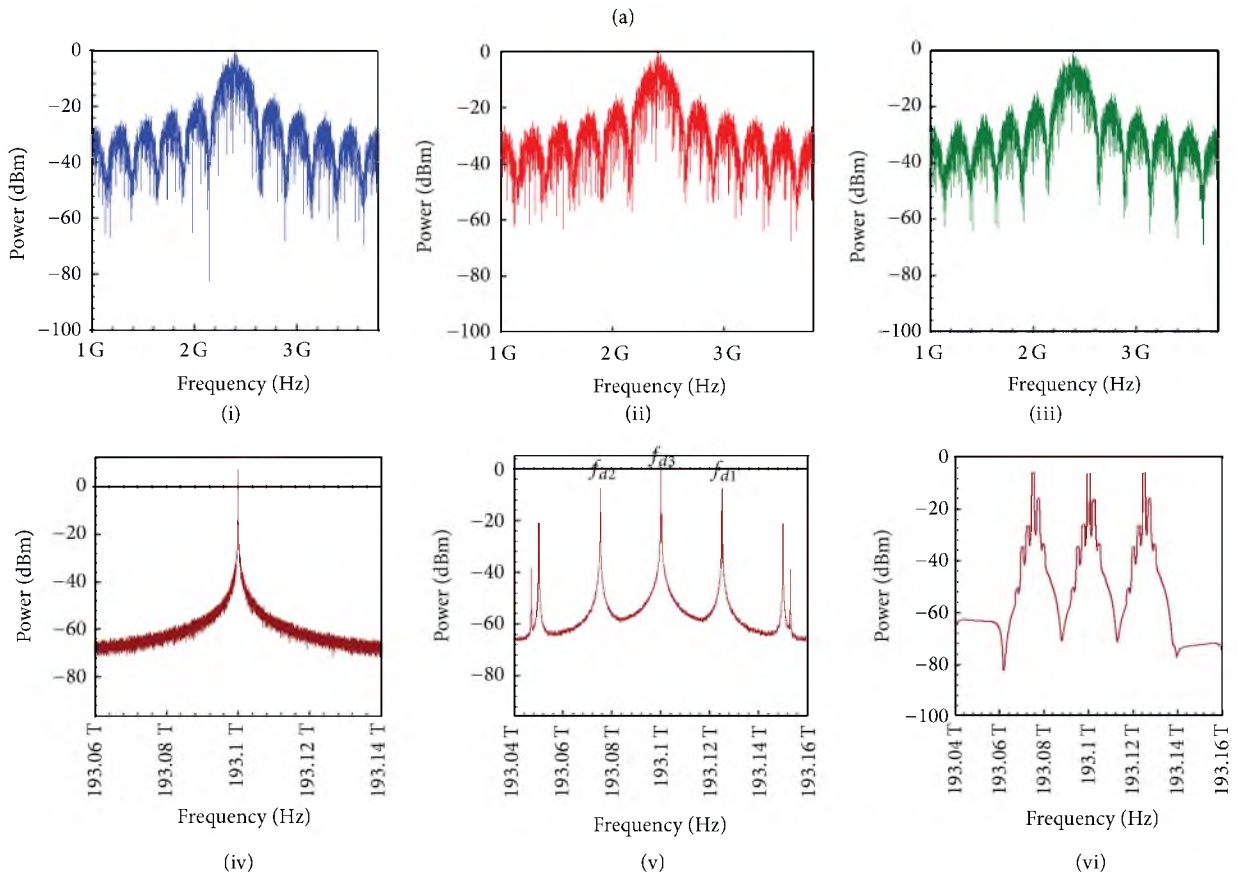 (a)
0
−20
−40
−60
−80
−100
Power (dBm)
1 G 2 G 3 G
Frequency (Hz)
(i)
0
−20
−40
−60
−80
−100
Power (dBm)
1 G 2 G 3 G
Frequency (Hz)
(ii)
0
−20
−40
−60
−80
−100
Power (dBm)
1 G 2 G 3 G
Frequency (Hz)
(iii)
0
−20
−40
−60
−80
Power (dBm)
193.06 T
193.08 T
193.1 T
193.12 T
193.14 T
Frequency (Hz)
(iv)
0
−20
−40
−60
−80
Power (dBm)
fd2
fd3
fd1
193.04 T
193.06 T
193.08 T
193.1 T
193.12 T
193.14 T
193.16 T
Frequency (Hz)
(v)
0
−20
−40
−60
−80
−100
Power (dBm)
193.04 T
193.06 T
193.08 T
193.1 T
193.12 T
193.14 T
193.16 T
Frequency (Hz)
(vi)